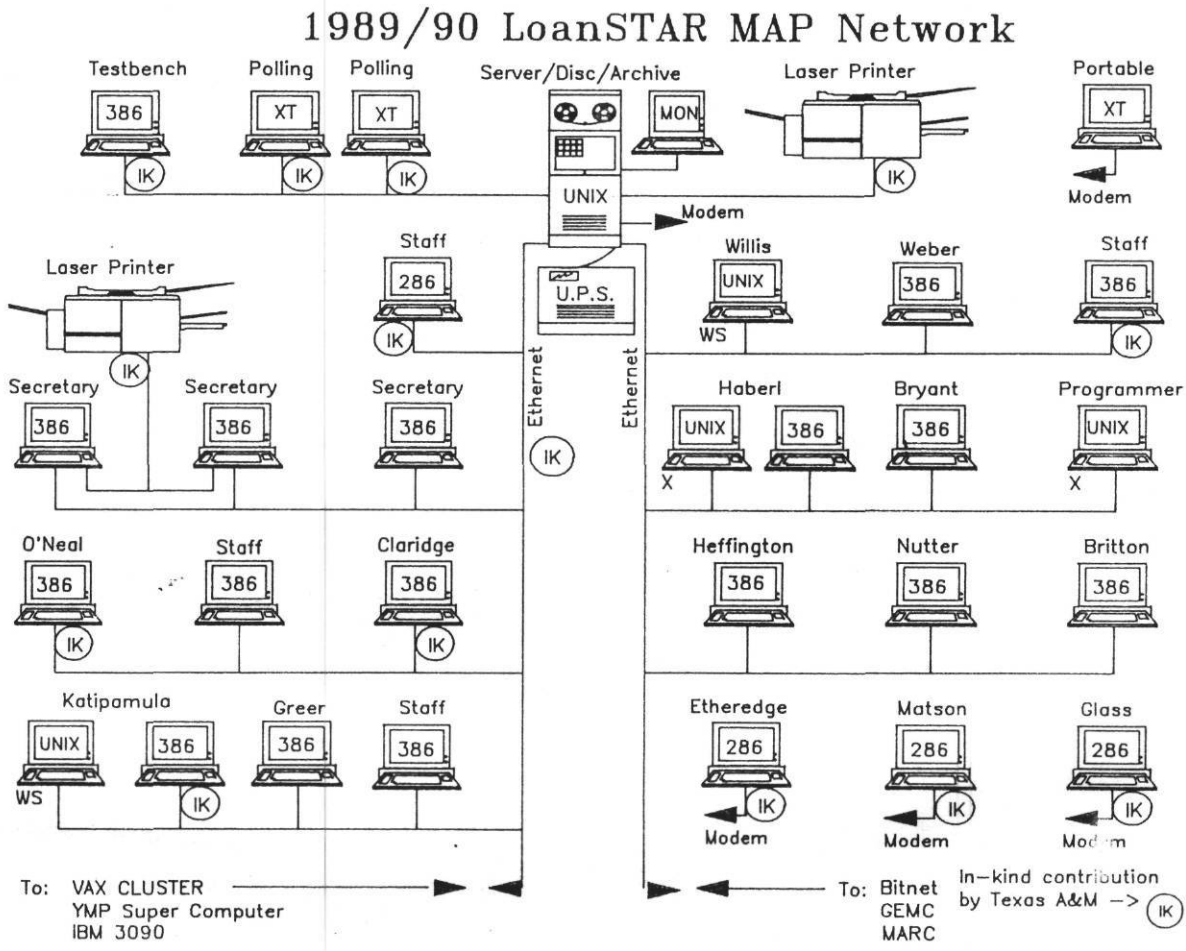 1989/90 LoanSTAR MAP Network
Testbench Polling Polling Server/Disc/Archive Laser Printer Portable
386 XT XT MON XT
IK IK IK IK
UNIX
Modem
Modem
Laser Printer Staff Willis Weber Staff
286 U.P.S. UNIX 386 386
IK WS IK
IK
Ethernet Ethernet
Secretary Secretary Secretary Haberl Bryant Programmer
386 386 386 UNIX 386 386 UNIX
IK
X X
O'Neal Staff Claridge Heffington Nutter Britton
386 386 386 386 386 386
IK IK
Katipamula Greer Staff Etheredge Matson Glass
UNIX 386 386 386 286 286 286
WS IK IK IK IK
Modem Modem Modem
To: VAX CLUSTER To: Bitnet In-kind contribution
YMP Super Computer GEMC by Texas A&M -> IK
IBM 3090 MARC